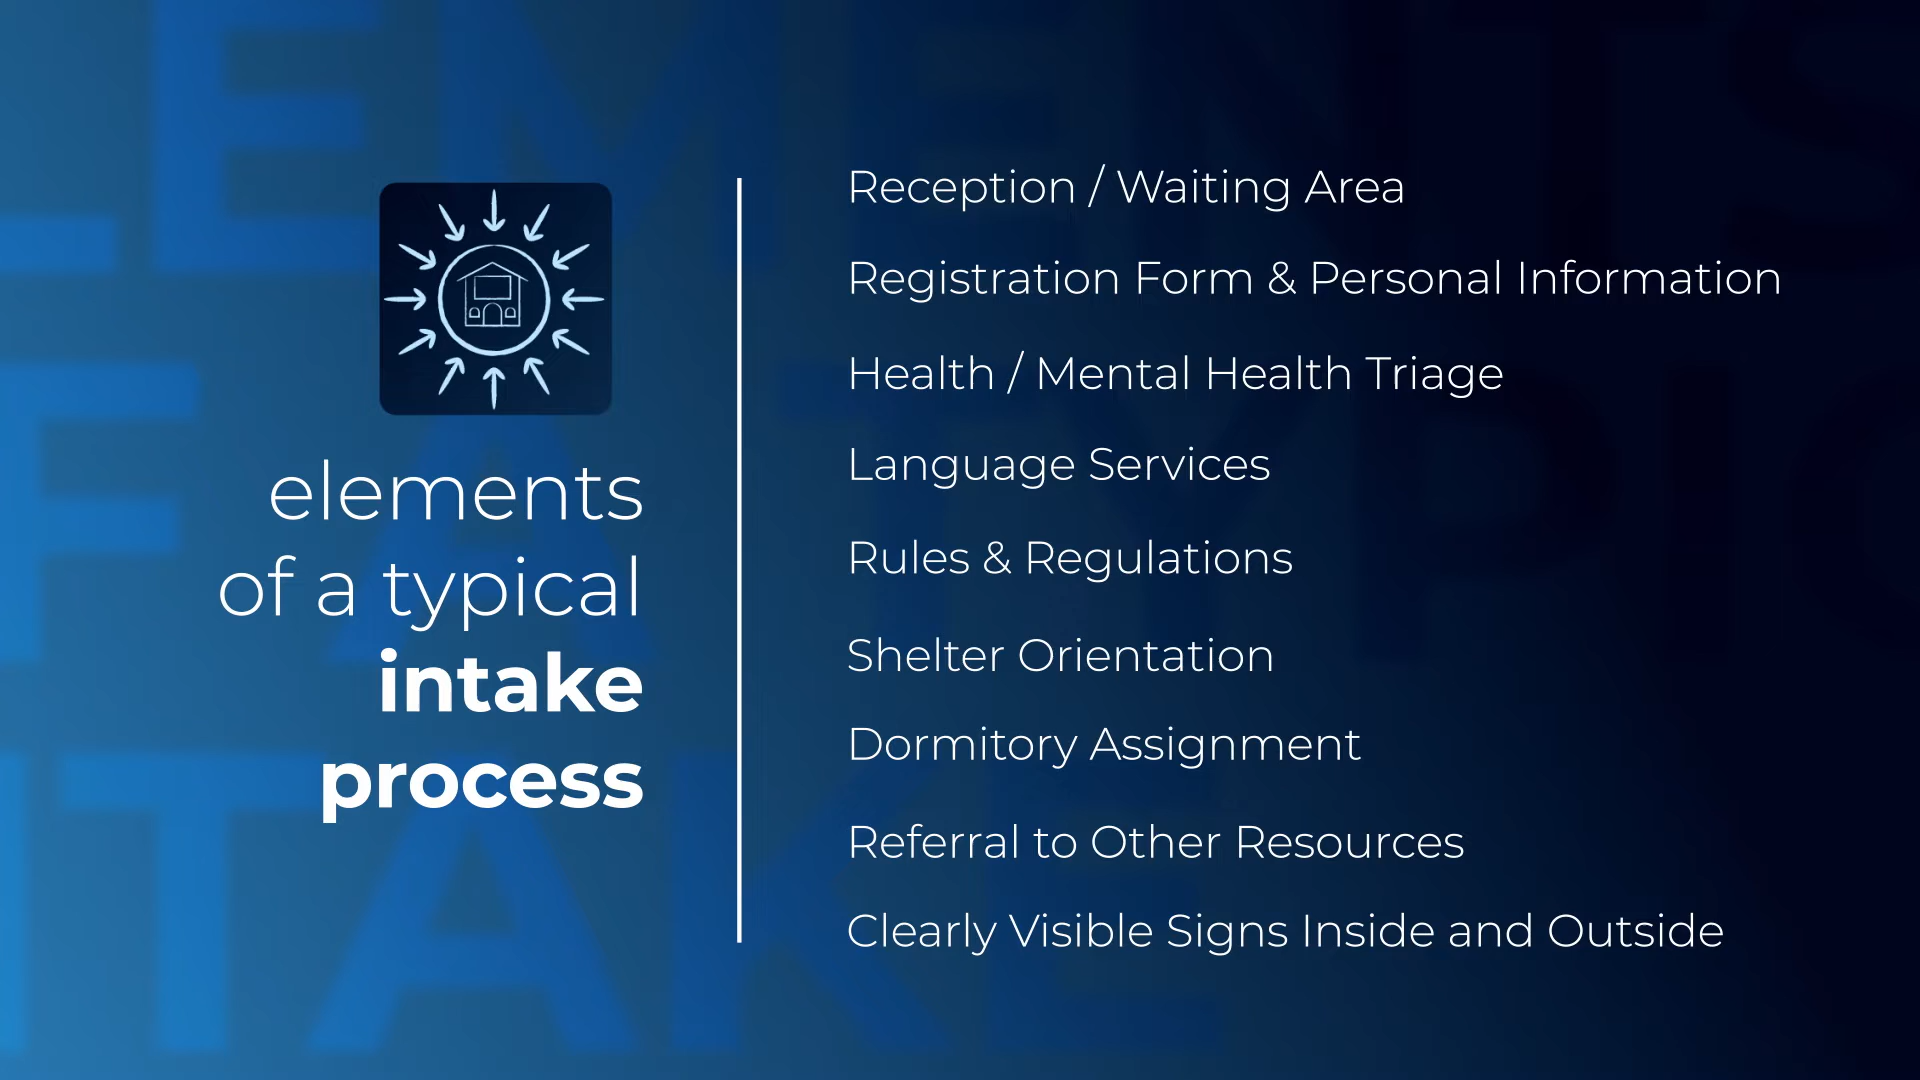 elements
of a typical
intake
process
Reception / Waiting Area
Registration Form & Personal Information
Health / Mental Health Triage
Language Services
Rules & Regulations
Shelter Orientation
Dormitory Assignment
Referral to Other Resources
Clearly Visible Signs Inside and Outside